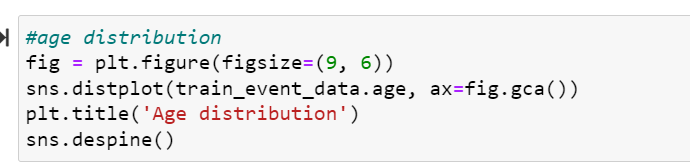 #age distribution
fig = plt.figure(figsize=(9, 6))
sns.distplot(train_event_data.age, ax=fig.gca())
plt.title('Age distribution')
sns.despine()